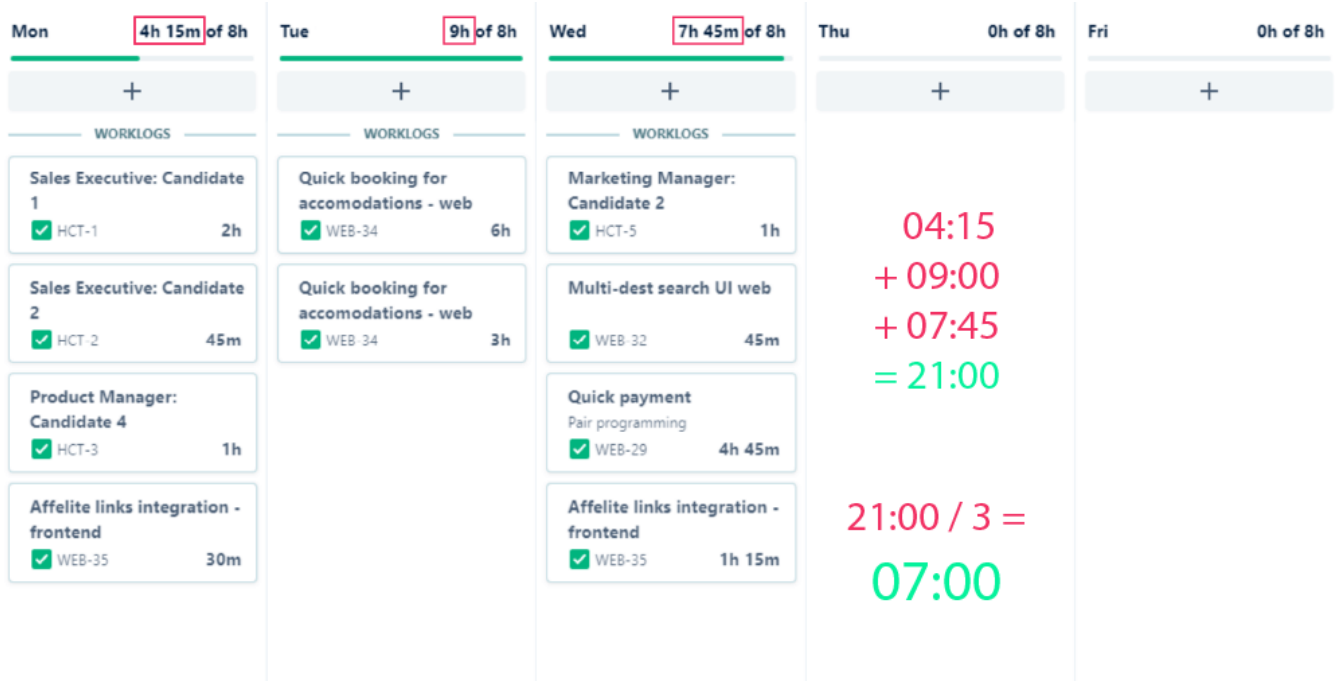 Mon 4h 15m of 8h
+
WORKLOGS
Sales Executive: Candidate
1
HCT-1 2h
Sales Executive: Candidate
2
HCT-2 45m
Product Manager:
Candidate 4
HCT-3 1h
Affelite links integration -
frontend
WEB-35 30m
Tue 9h of 8h
+
WORKLOGS
Quick booking for
accomodations - web
WEB-34 6h
Quick booking for
accomodations - web
WEB-34 3h
Wed 7h 45m of 8h
+
WORKLOGS
Marketing Manager:
Candidate 2
HCT-5 1h
Multi-dest search UI web
WEB-32 45m
Quick payment
Pair programming
WEB-29 4h 45m
Affelite links integration -
frontend
WEB-35 1h 15m
Thu 0h of 8h
+
04:15
+ 09:00
+ 07:45
= 21:00
21:00 / 3 =
07:00
Fri 0h of 8h
+